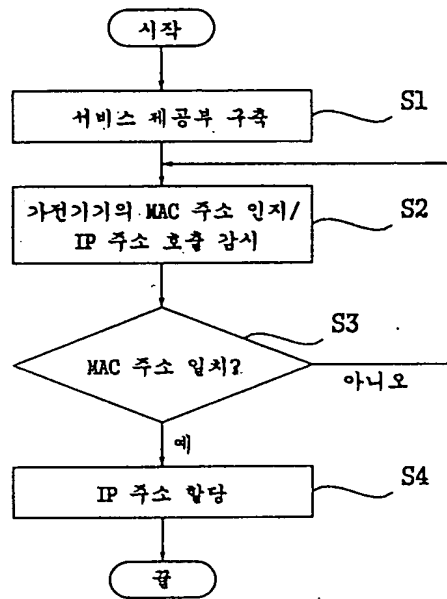 시작
서비스 제공부 구축
S1
가전기기의 MAC 주소 인지/
IP 주소 호출 감시
S2
S3
MAC 주소 일치?
아니오
예
IP 주소 할당
S4
끝